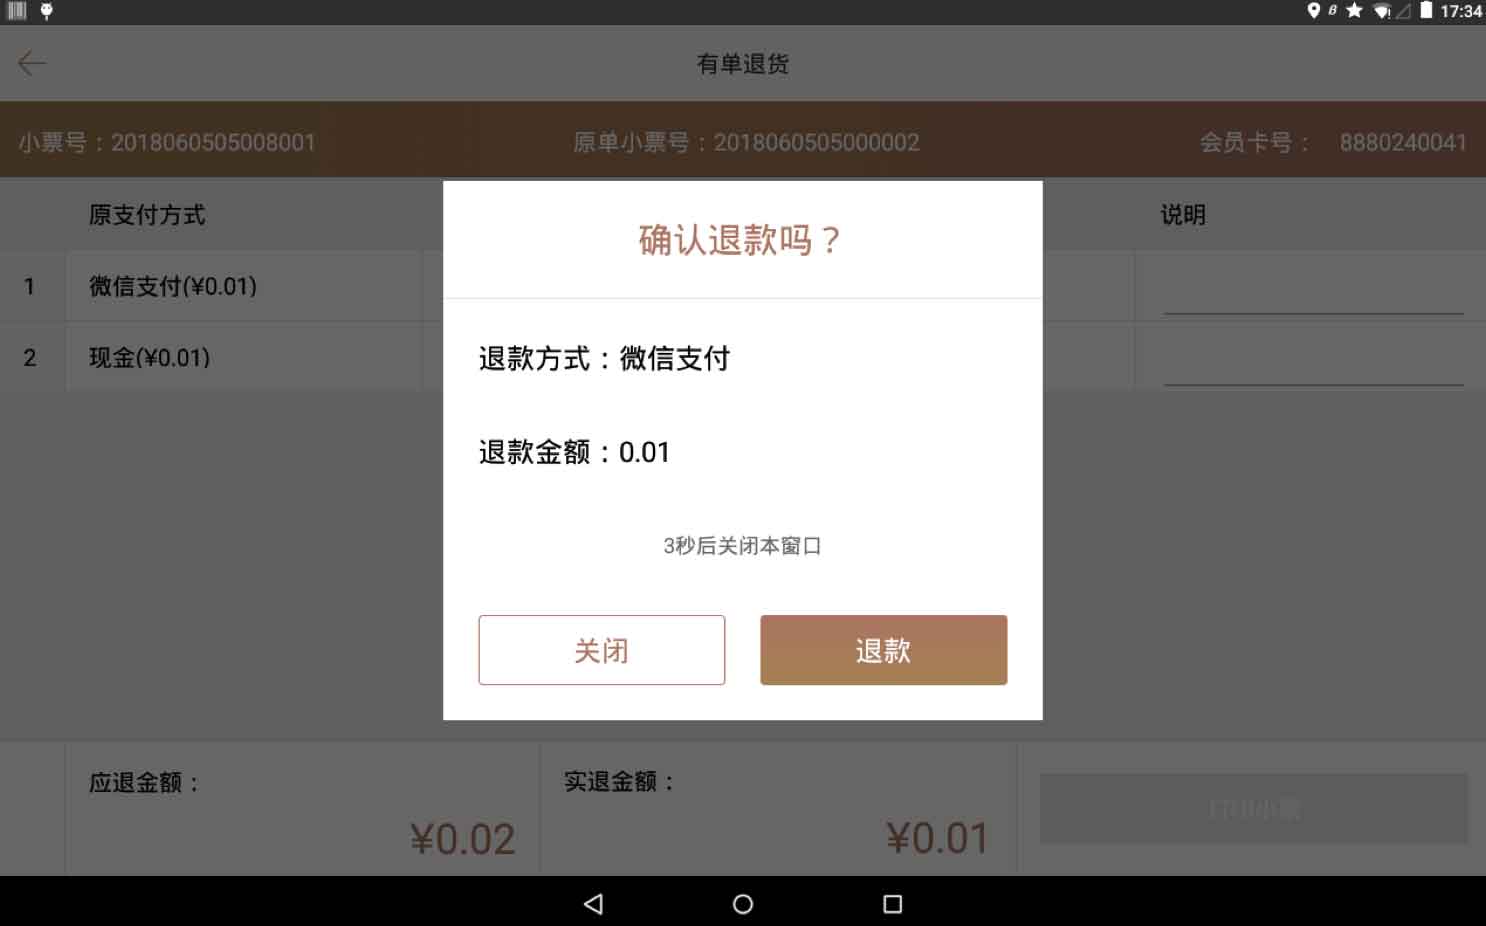 17:34
有单退货
小票号：2018060505008001 原单小票号：2018060505000002 会员卡号： 8880240041
原支付方式 说明
1 微信支付(¥0.01)
2 现金(¥0.01)
确认退款吗？
退款方式：微信支付
退款金额：0.01
3秒后关闭本窗口
关闭 退款
应退金额： 实退金额：
¥0.02 ¥0.01
打印小票